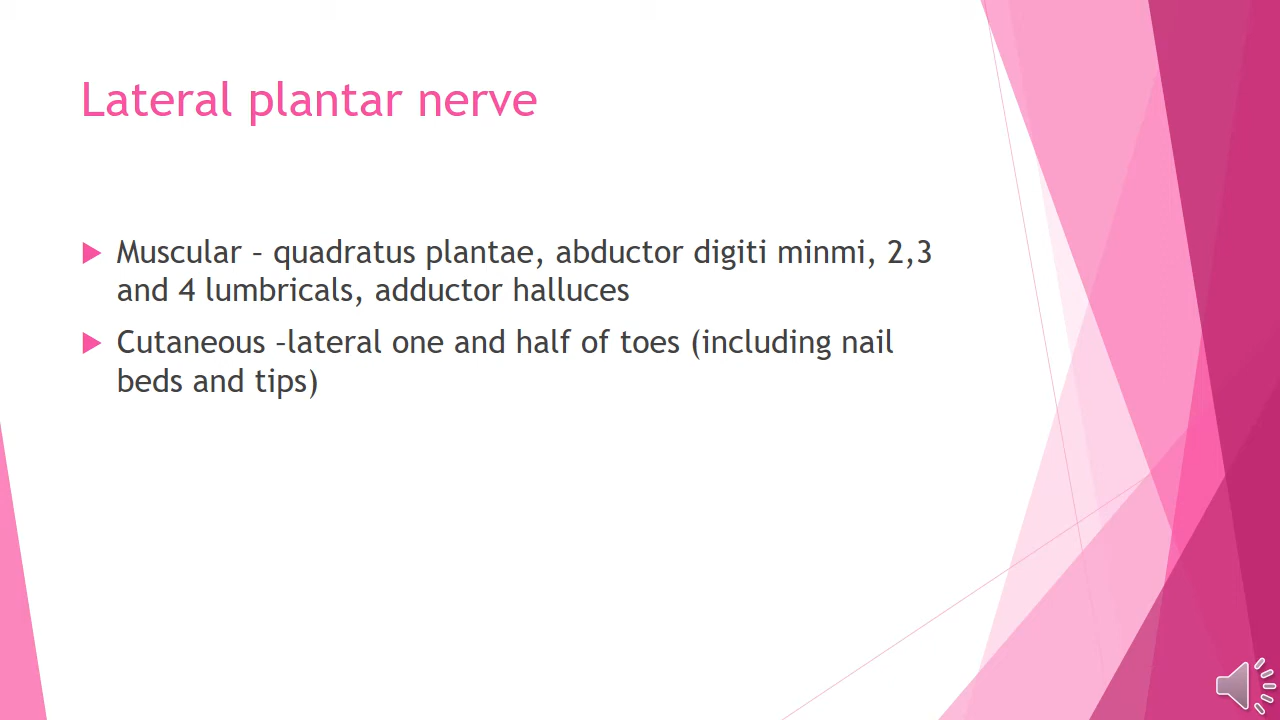 Lateral plantar nerve
Muscular – quadratus plantae, abductor digiti minmi, 2,3
and 4 lumbricals, adductor halluces
Cutaneous –lateral one and half of toes (including nail
beds and tips)